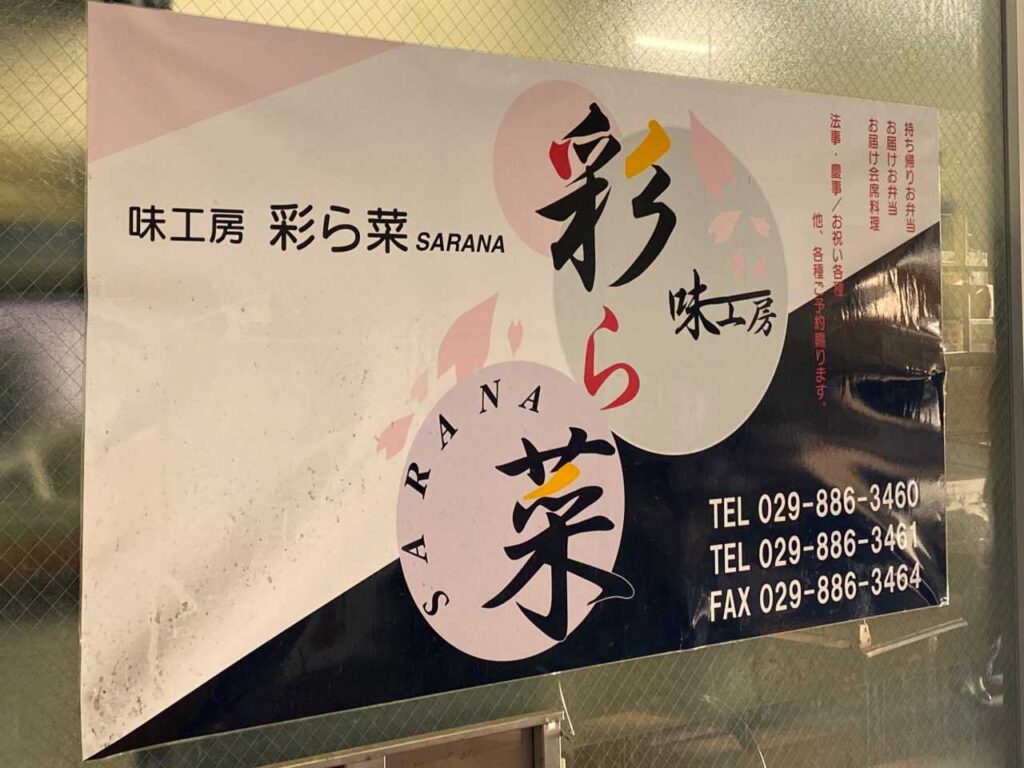 味工房 彩ら菜 SARANA
彩ら菜
味工房
SARANA
持ち帰りお弁当
お届けお弁当
お届け会席料理
法事・慶事/お祝い各種
他、各種ご予約賜ります。
TEL 029-886-3460
TEL 029-886-3461
FAX 029-886-3464